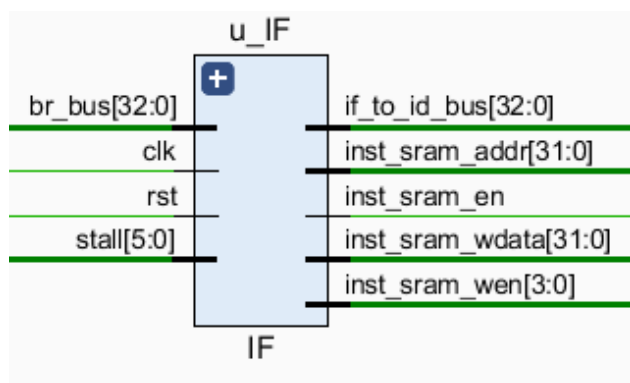 u_IF
br_bus[32:0]
clk
rst
stall[5:0]
if_to_id_bus[32:0]
inst_sram_addr[31:0]
inst_sram_en
inst_sram_wdata[31:0]
inst_sram_wen[3:0]
IF